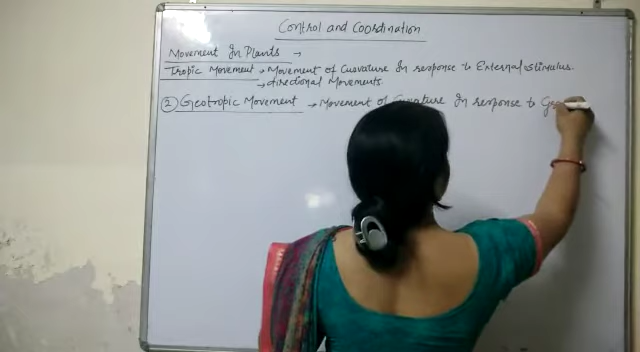 Control and Coordination
Movement In Plants →
Tropic Movement → Movement of Curvature In response to External stimulus.
→ directional Movements.
② Geotropic Movement → Movement of Curvature In response to